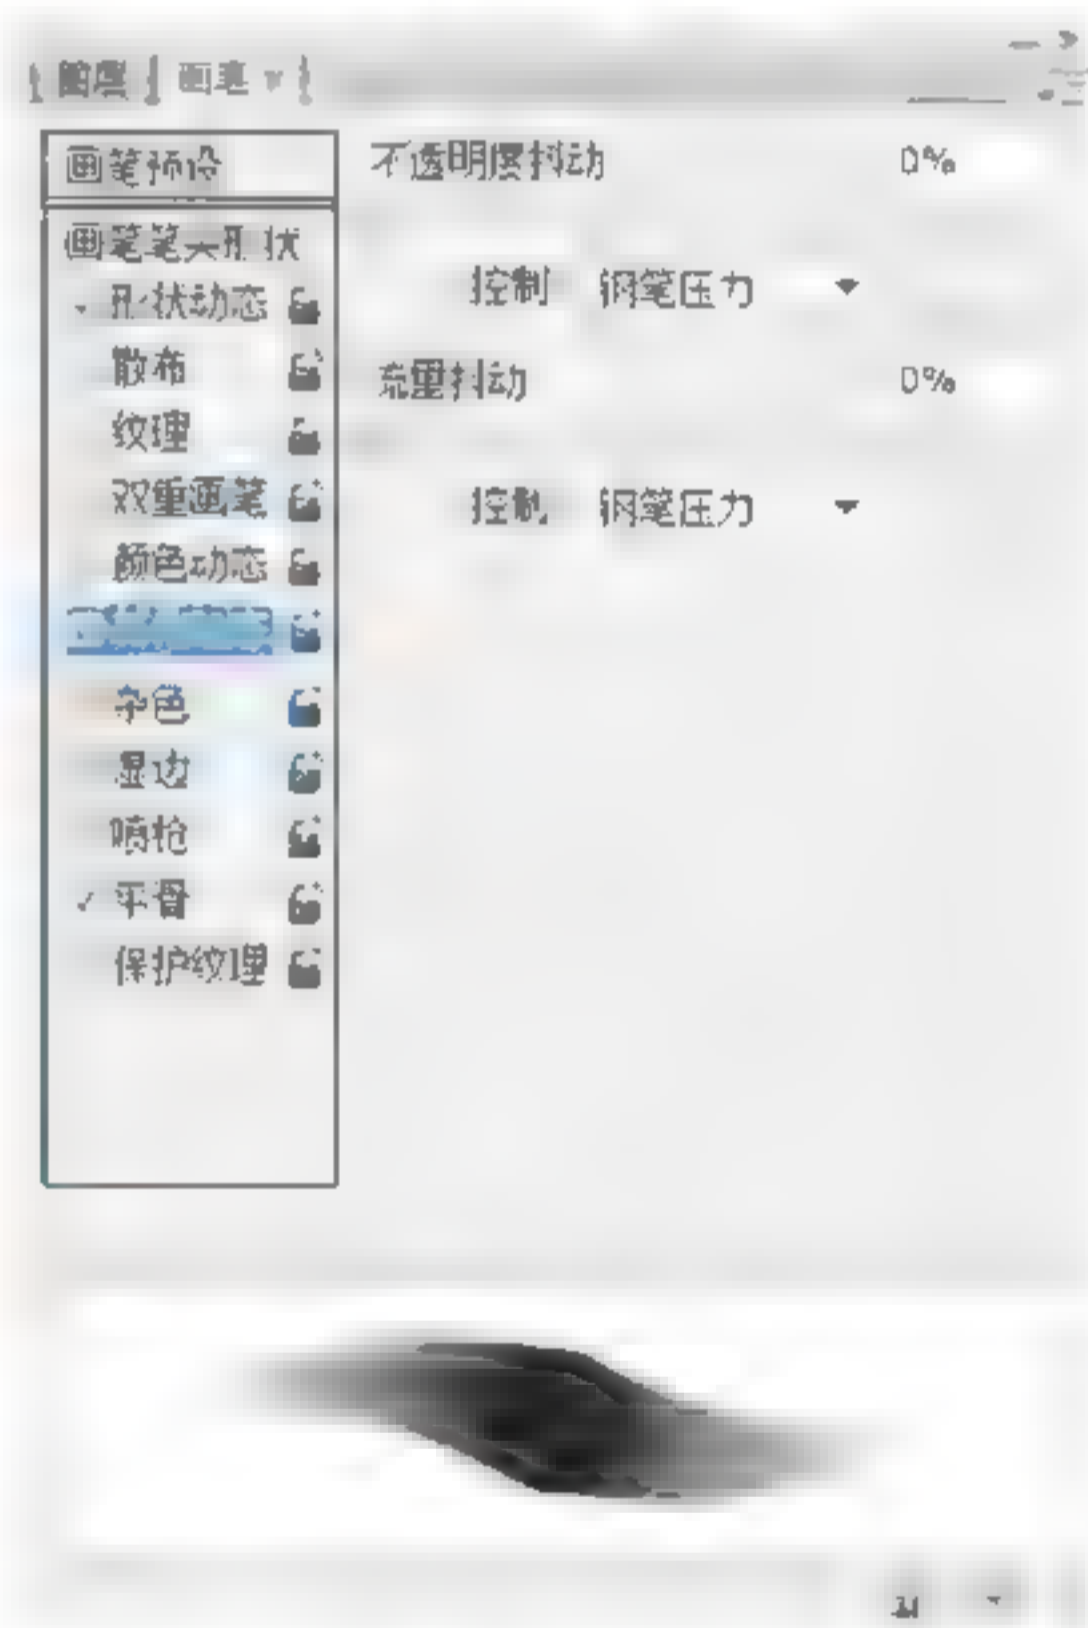 图层 画笔
画笔预设
不透明度抖动 0%
画笔笔尖形状
控制 钢笔压力
形状动态
散布
流量抖动 0%
纹理
双重画笔
控制 钢笔压力
颜色动态
杂色
湿边
喷枪
✓ 平滑
保护纹理